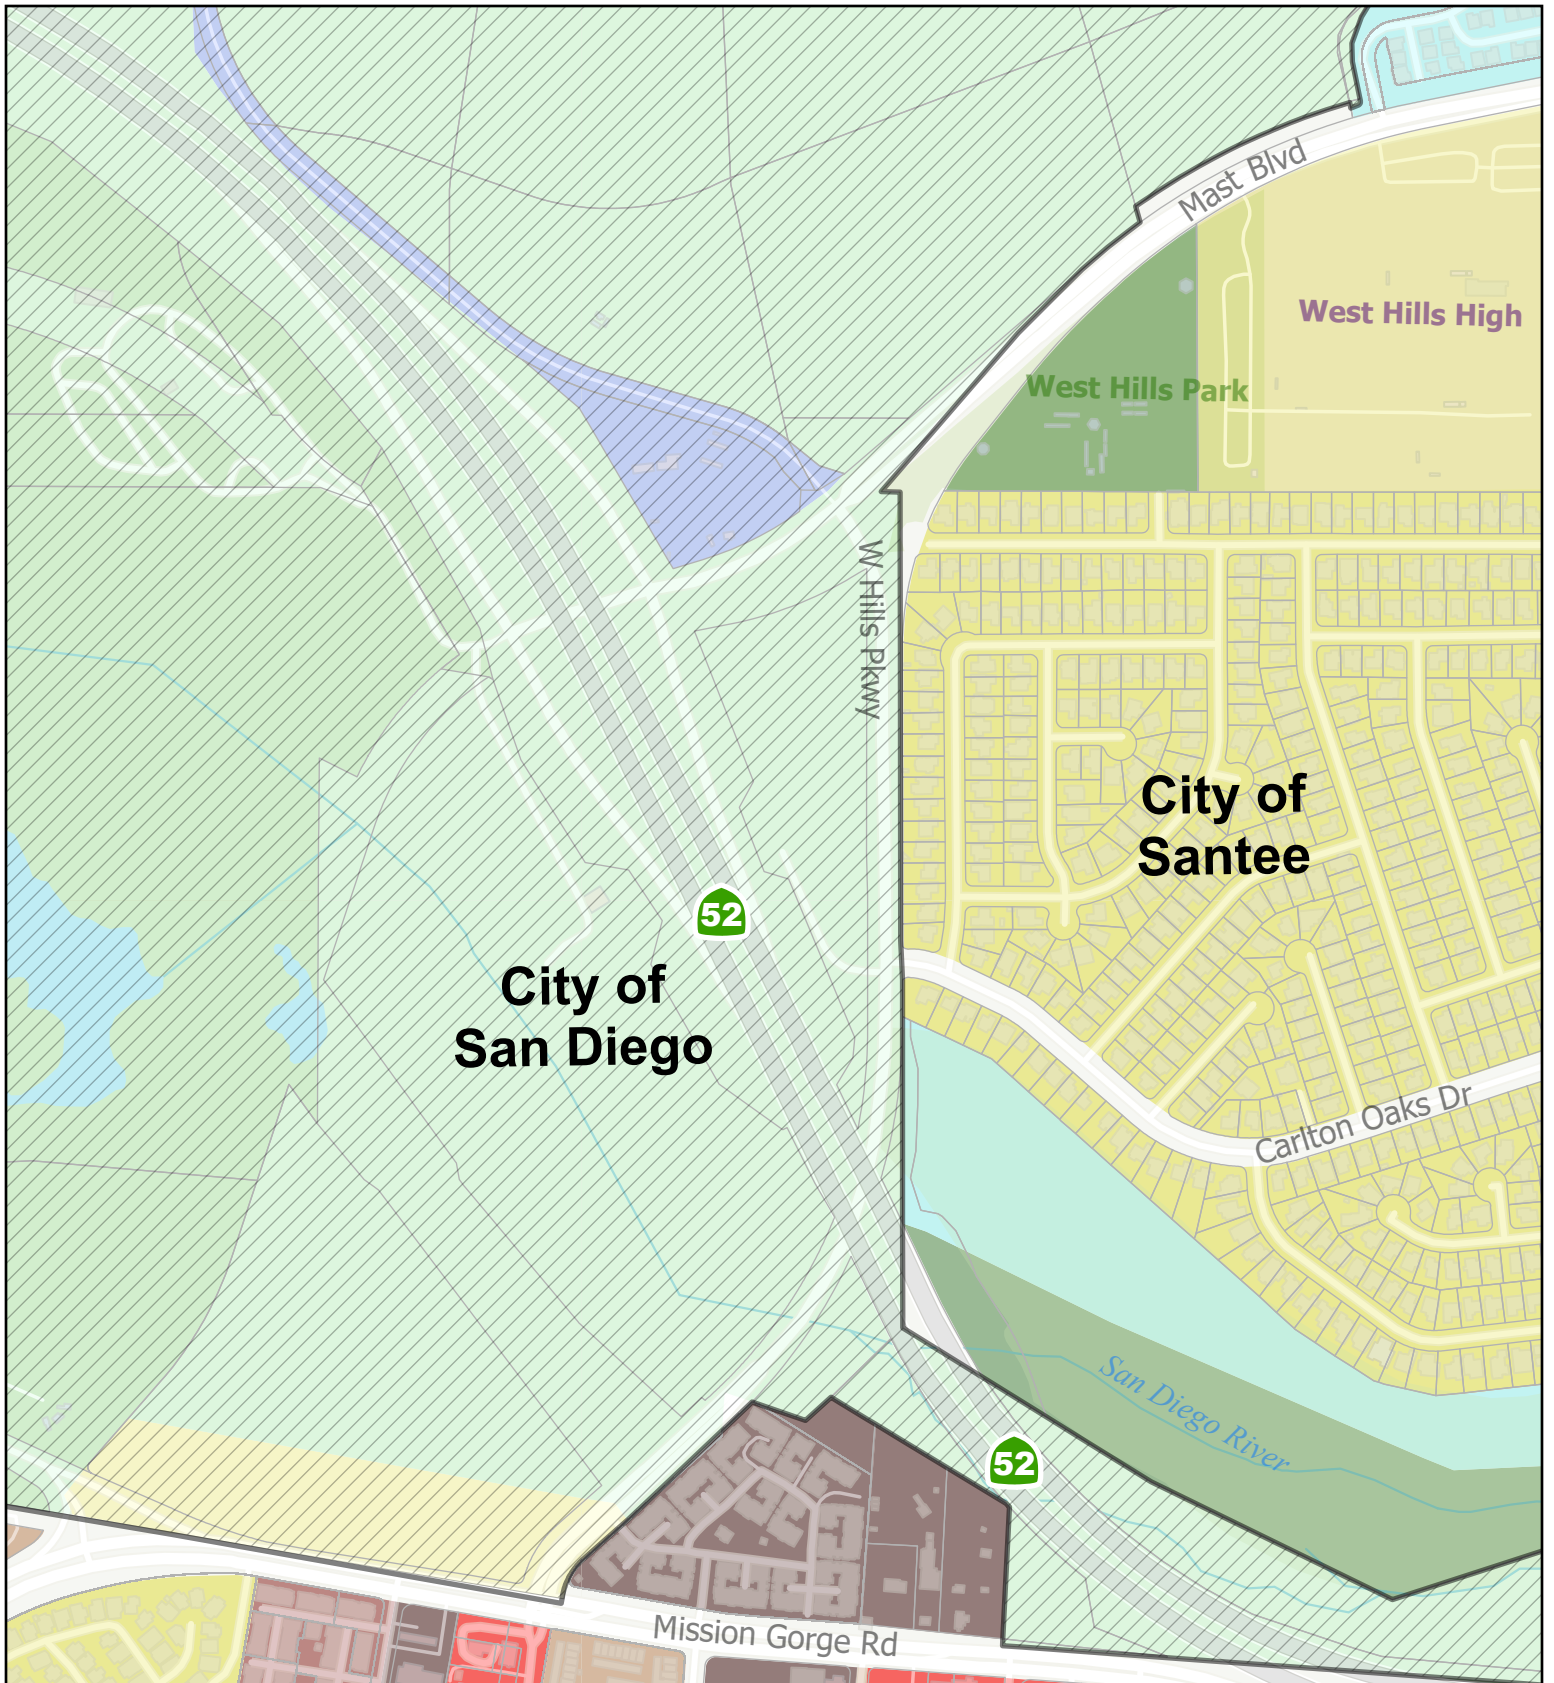 Mast Blvd
West Hills High
West Hills Park
W Hills Pkwy
City of
Santee
52
City of
San Diego
Carlton Oaks Dr
San Diego River
52
Mission Gorge Rd